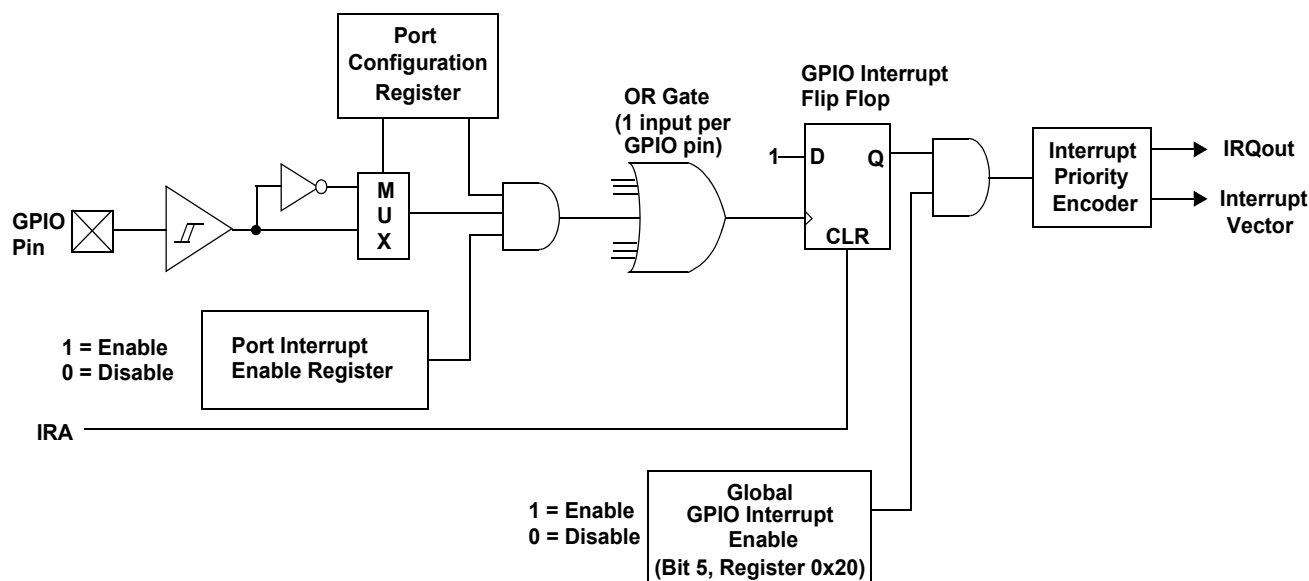 Port
Configuration
Register
OR Gate
(1 input per
GPIO pin)
GPIO Interrupt
Flip Flop
1
D
Q
CLR
M
U
X
GPIO
Pin
Interrupt
Priority
Encoder
IRQout
Interrupt
Vector
1 = Enable
0 = Disable
Port Interrupt
Enable Register
IRA
1 = Enable
0 = Disable
Global
GPIO Interrupt
Enable
(Bit 5, Register 0x20)